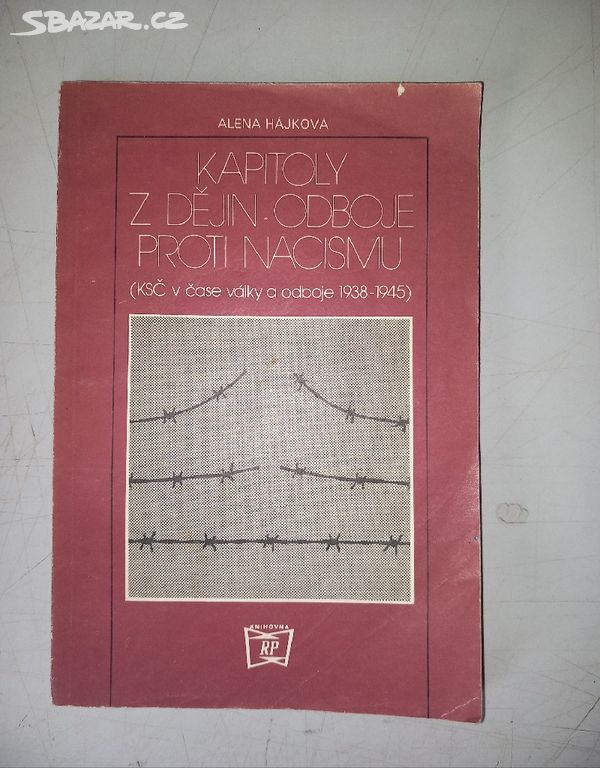 SBAZAR.CZ
ALENA HÁJKOVÁ
KAPITOLY
Z DĚJIN ODBOJE
PROTI NACISMU
(KSČ v čase války a odboje 1938-1945)
KNIHOVNA
RP